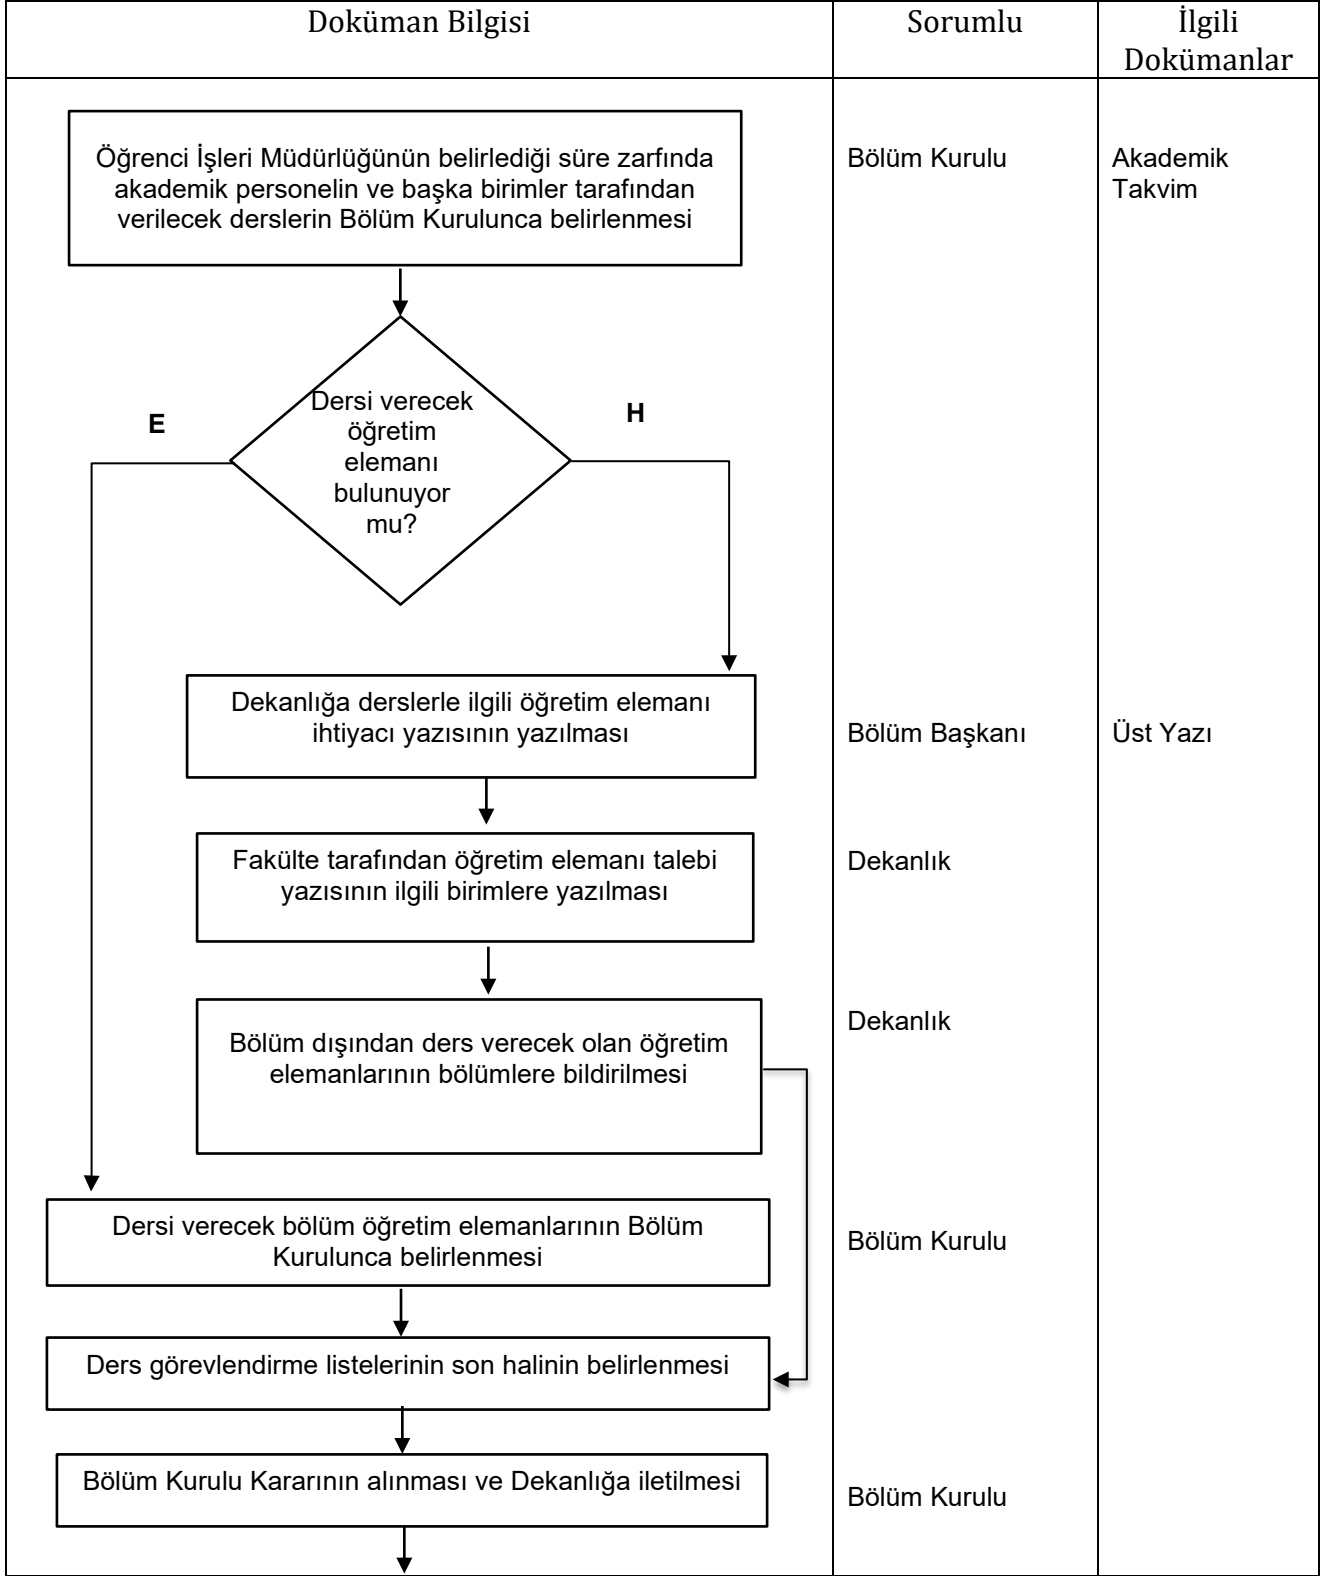 Doküman Bilgisi
Sorumlu
İlgili
Dokümanlar
Öğrenci İşleri Müdürlüğünün belirlediği süre zarfında
akademik personelin ve başka birimler tarafından
verilecek derslerin Bölüm Kurulunca belirlenmesi
Bölüm Kurulu
Akademik
Takvim
E
H
Dersi verecek
öğretim
elemanı
bulunuyor
mu?
Dekanlığa derslerle ilgili öğretim elemanı
ihtiyacı yazısının yazılması
Bölüm Başkanı
Üst Yazı
Fakülte tarafından öğretim elemanı talebi
yazısının ilgili birimlere yazılması
Dekanlık
Bölüm dışından ders verecek olan öğretim
elemanlarının bölümlere bildirilmesi
Dekanlık
Dersi verecek bölüm öğretim elemanlarının Bölüm
Kurulunca belirlenmesi
Bölüm Kurulu
Ders görevlendirme listelerinin son halinin belirlenmesi
Bölüm Kurulu Kararının alınması ve Dekanlığa iletilmesi
Bölüm Kurulu